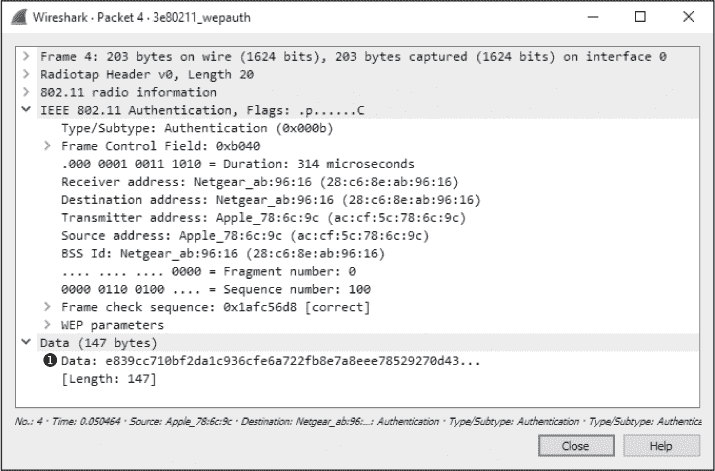 Wireshark · Packet 4 · 3e80211_wepauth
> Frame 4: 203 bytes on wire (1624 bits), 203 bytes captured (1624 bits) on interface 0
> Radiotap Header v0, Length 20
> 802.11 radio information
IEEE 802.11 Authentication, Flags: .p......C
Type/Subtype: Authentication (0x000b)
> Frame Control Field: 0xb040
.000 0001 0011 1010 = Duration: 314 microseconds
Receiver address: Netgear_ab:96:16 (28:c6:8e:ab:96:16)
Destination address: Netgear_ab:96:16 (28:c6:8e:ab:96:16)
Transmitter address: Apple_78:6c:9c (ac:cf:5c:78:6c:9c)
Source address: Apple_78:6c:9c (ac:cf:5c:78:6c:9c)
BSS Id: Netgear_ab:96:16 (28:c6:8e:ab:96:16)
.... .... .... 0000 = Fragment number: 0
0000 0110 0100 .... = Sequence number: 100
> Frame check sequence: 0x1afc56d8 [correct]
> WEP parameters
Data (147 bytes)
❶ Data: e839cc710bf2da1c936cfe6a722fb8e7a8eee78529270d43...
[Length: 147]
No.: 4 · Time: 0.050464 · Source: Apple_78:6c:9c · Destination: Netgear_ab:96:...: Authentication · Type/Subtype: Authentication · Type/Subtype: Authentica
Close Help